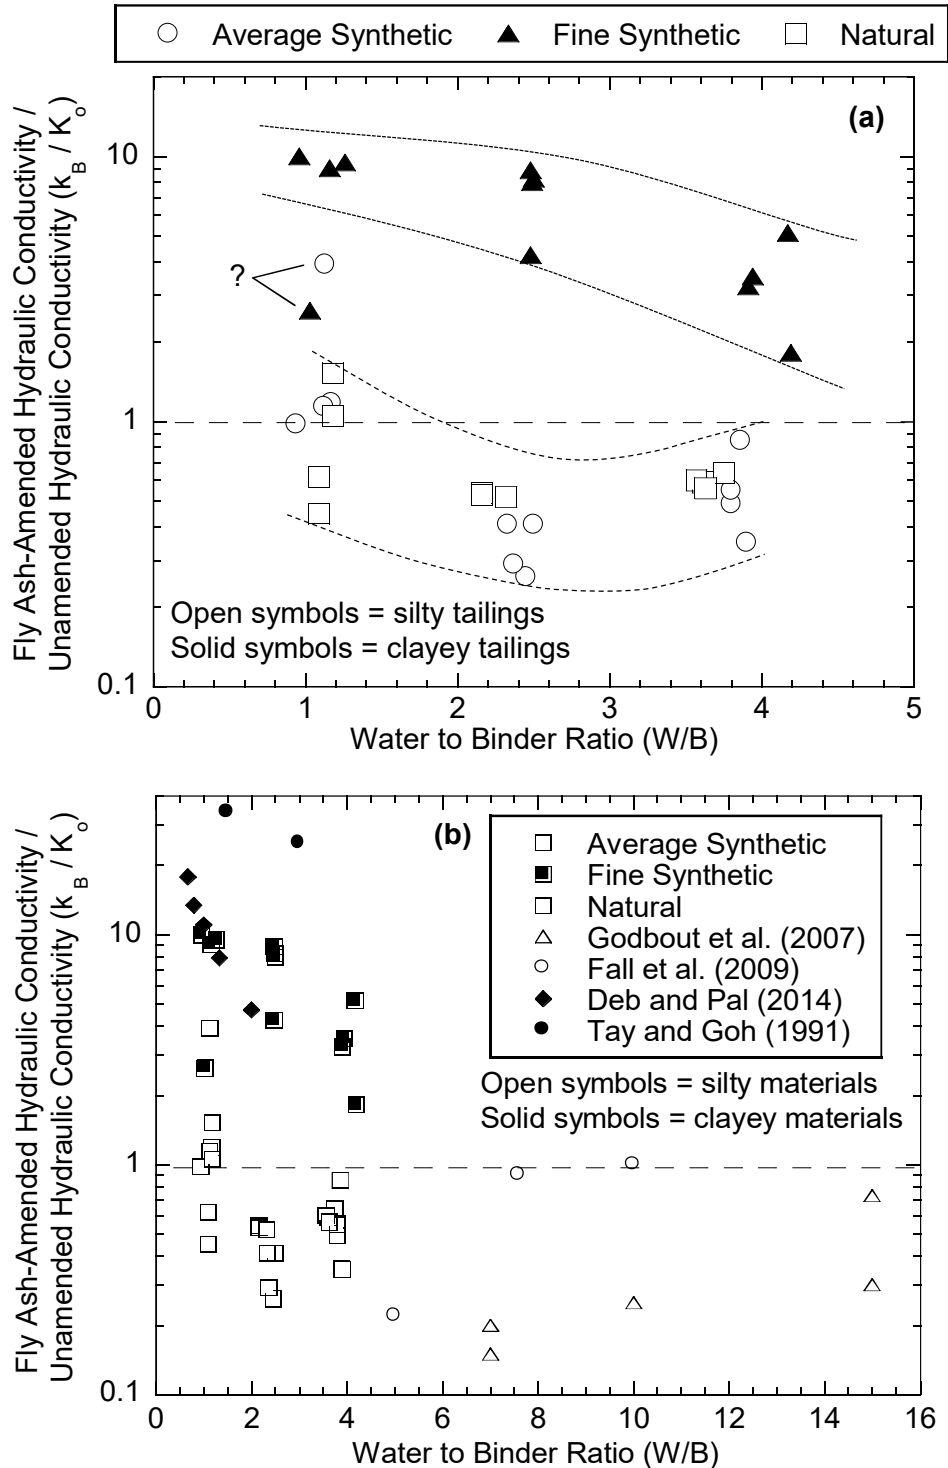 Average Synthetic Fine Synthetic Natural
Fly Ash-Amended Hydraulic Conductivity /
Unamended Hydraulic Conductivity (k_B / K_o)
(a)
10
1
0.1
?
Open symbols = silty tailings
Solid symbols = clayey tailings
0 1 2 3 4 5
Water to Binder Ratio (W/B)
Fly Ash-Amended Hydraulic Conductivity /
Unamended Hydraulic Conductivity (k_B / K_o)
(b)
10
1
0.1
Average Synthetic
Fine Synthetic
Natural
Godbout et al. (2007)
Fall et al. (2009)
Deb and Pal (2014)
Tay and Goh (1991)
Open symbols = silty materials
Solid symbols = clayey materials
0 2 4 6 8 10 12 14 16
Water to Binder Ratio (W/B)